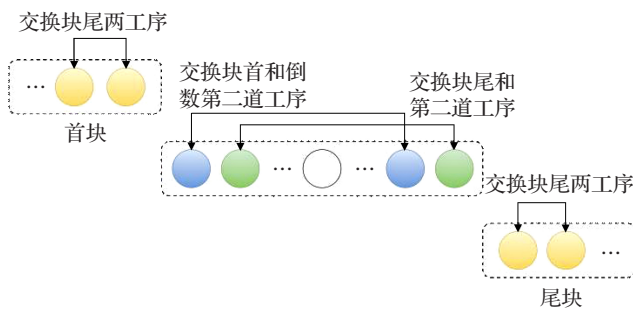 交换块尾两工序
...
首块
交换块首和倒
数第二道工序
交换块尾和
第二道工序
... ...
交换块尾两工序
...
尾块